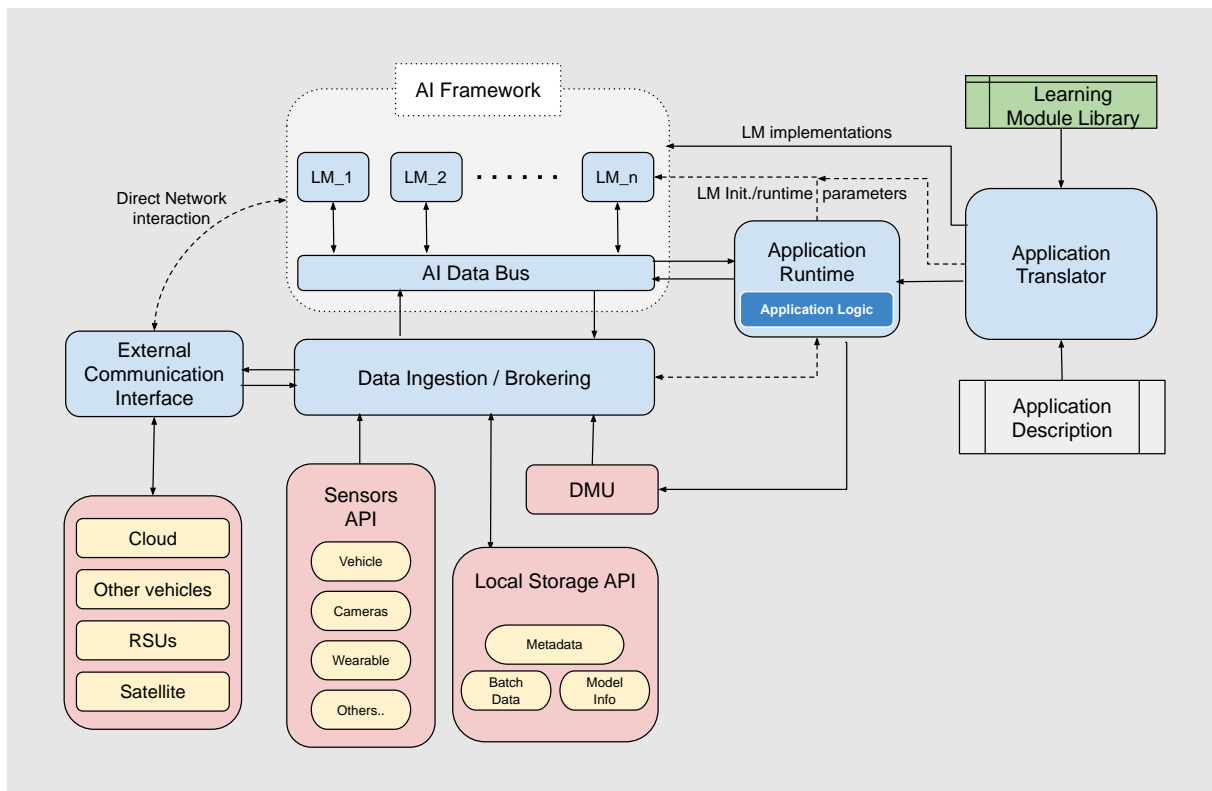 AI Framework
Learning
Module Library
LM implementations
LM_1
LM_2
. . . . . .
LM_n
Direct Network
interaction
LM Init./runtime parameters
Application
Runtime
Application Logic
Application
Translator
AI Data Bus
External
Communication
Interface
Data Ingestion / Brokering
Application
Description
Sensors
API
Vehicle
Cameras
Wearable
Others..
DMU
Cloud
Other vehicles
RSUs
Satellite
Local Storage API
Metadata
Batch
Data
Model
Info